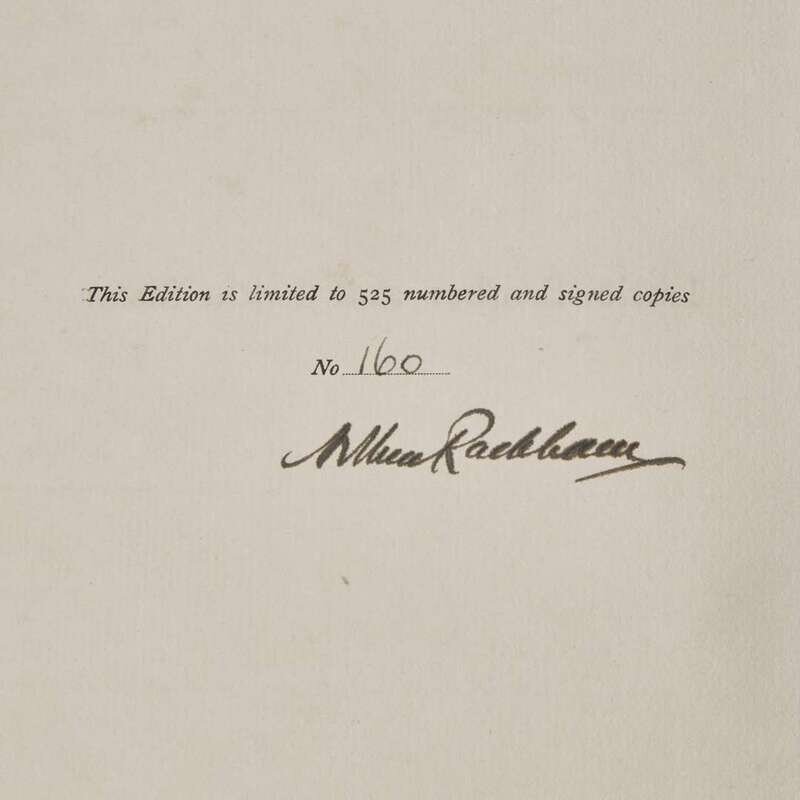 This Edition is limited to 525 numbered and signed copies
No 160
Arthur Rackham